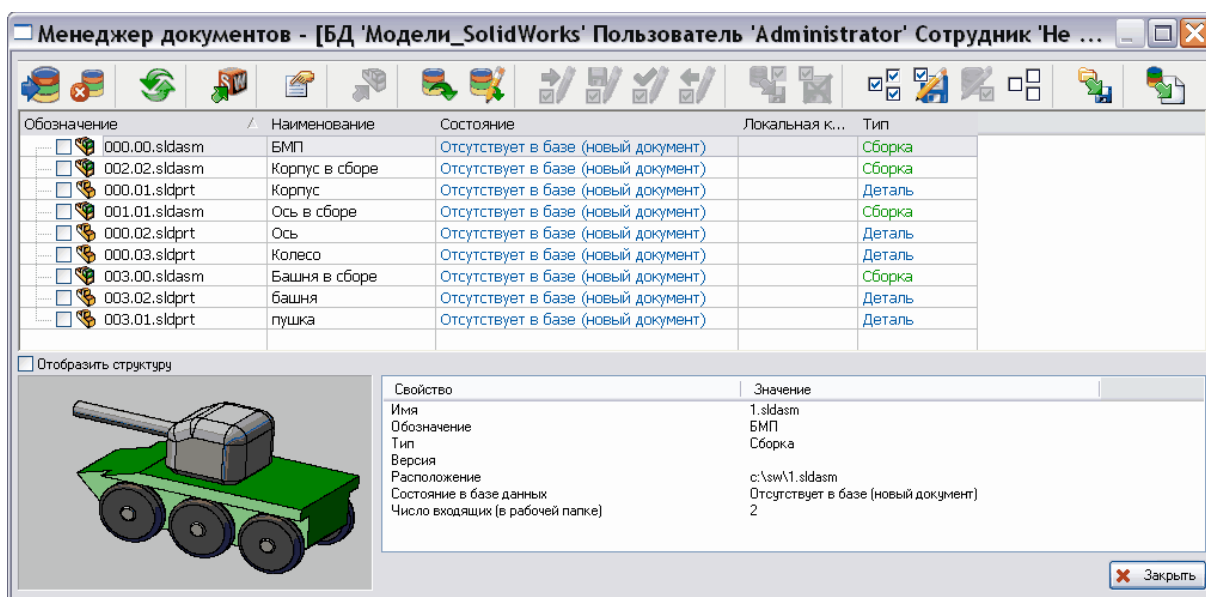 Менеджер документов - [БД 'Модели_SolidWorks' Пользователь 'Administrator' Сотрудник 'Не ...
Обозначение Наименование Состояние Локальная к... Тип
000.00.sldasm БМП Отсутствует в базе (новый документ) Сборка
002.02.sldasm Корпус в сборе Отсутствует в базе (новый документ) Сборка
000.01.sldprt Корпус Отсутствует в базе (новый документ) Деталь
001.01.sldasm Ось в сборе Отсутствует в базе (новый документ) Сборка
000.02.sldprt Ось Отсутствует в базе (новый документ) Деталь
000.03.sldprt Колесо Отсутствует в базе (новый документ) Деталь
003.00.sldasm Башня в сборе Отсутствует в базе (новый документ) Сборка
003.02.sldprt башня Отсутствует в базе (новый документ) Деталь
003.01.sldprt пушка Отсутствует в базе (новый документ) Деталь
Отобразить структуру
Свойство Значение
Имя 1.sldasm
Обозначение БМП
Тип Сборка
Версия
Расположение c:\sw\1.sldasm
Состояние в базе данных Отсутствует в базе (новый документ)
Число входящих (в рабочей папке) 2
Закрыть